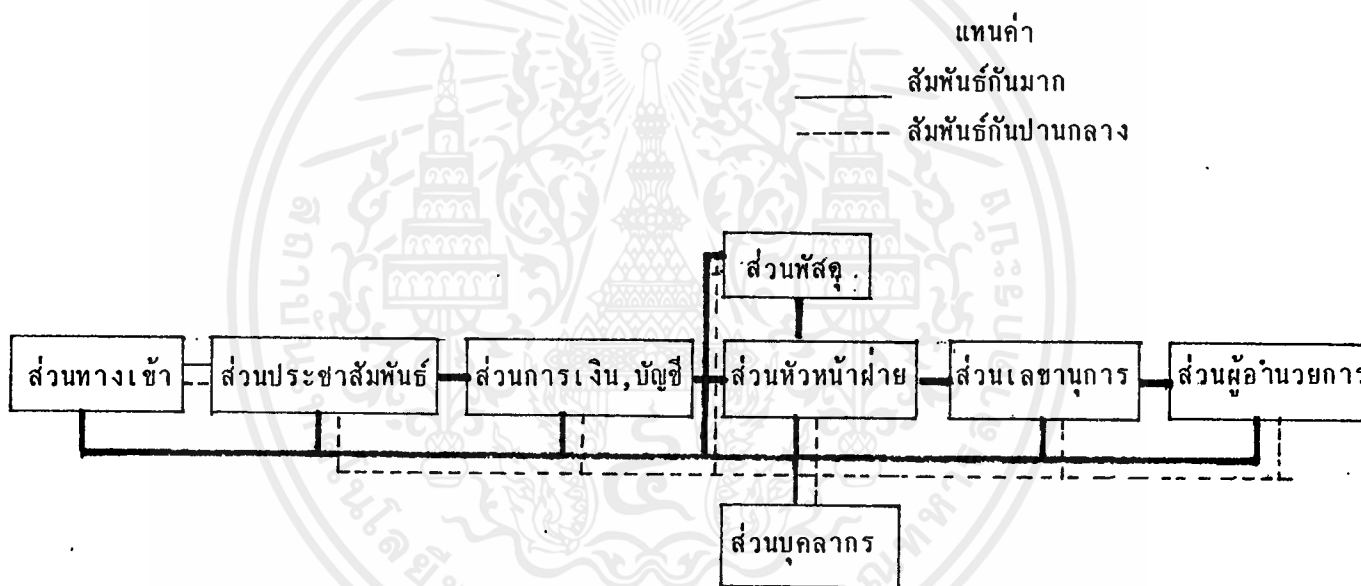 แทนค่า
สัมพันธ์กันมาก
สัมพันธ์กันปานกลาง
ส่วนพัสดุ
ส่วนทางเข้า
ส่วนประชาสัมพันธ์
ส่วนการเงิน,บัญชี
ส่วนหัวหน้าฝ่าย
ส่วนเลขานุการ
ส่วนผู้อำนวยการ
ส่วนบุคลากร